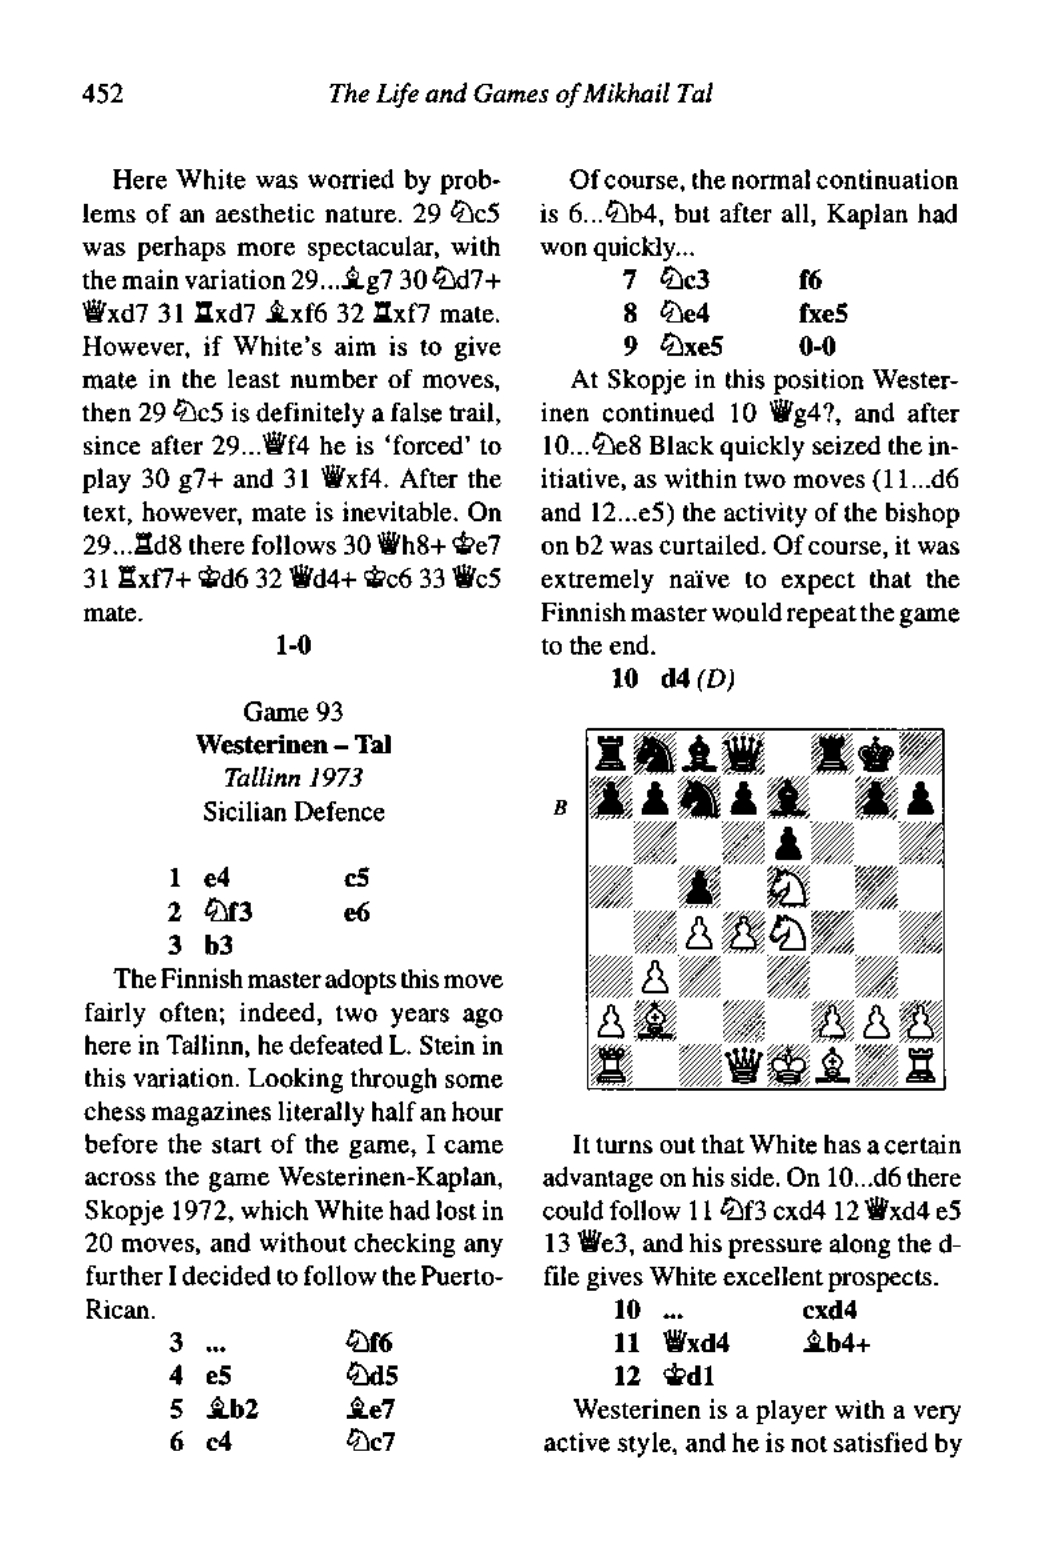 452 The Life and Games of Mikhail Tal
Here White was worried by prob-
lems of an aesthetic nature. 29 ♘c5
was perhaps more spectacular, with
the main variation 29...♗g7 30 ♘d7+
♕xd7 31 ♖xd7 ♗xf6 32 ♖xf7 mate.
However, if White's aim is to give
mate in the least number of moves,
then 29 ♘c5 is definitely a false trail,
since after 29...♕f4 he is 'forced' to
play 30 g7+ and 31 ♕xf4. After the
text, however, mate is inevitable. On
29...♖d8 there follows 30 ♕h8+ ♔e7
31 ♖xf7+ ♔d6 32 ♕d4+ ♔c6 33 ♕c5
mate.
1-0
Game 93
Westerinen – Tal
Tallinn 1973
Sicilian Defence
1 e4 c5
2 ♘f3 e6
3 b3
The Finnish master adopts this move
fairly often; indeed, two years ago
here in Tallinn, he defeated L. Stein in
this variation. Looking through some
chess magazines literally half an hour
before the start of the game, I came
across the game Westerinen-Kaplan,
Skopje 1972, which White had lost in
20 moves, and without checking any
further I decided to follow the Puerto-
Rican.
3 ... ♘f6
4 e5 ♘d5
5 ♗b2 ♗e7
6 c4 ♘c7
Of course, the normal continuation
is 6...♘b4, but after all, Kaplan had
won quickly...
7 ♘c3 f6
8 ♘e4 fxe5
9 ♘xe5 0-0
At Skopje in this position Wester-
inen continued 10 ♕g4?, and after
10...♘e8 Black quickly seized the in-
itiative, as within two moves (11...d6
and 12...e5) the activity of the bishop
on b2 was curtailed. Of course, it was
extremely naïve to expect that the
Finnish master would repeat the game
to the end.
10 d4 (D)
B
It turns out that White has a certain
advantage on his side. On 10...d6 there
could follow 11 ♘f3 cxd4 12 ♕xd4 e5
13 ♕e3, and his pressure along the d-
file gives White excellent prospects.
10 ... cxd4
11 ♕xd4 ♗b4+
12 ♔d1
Westerinen is a player with a very
active style, and he is not satisfied by